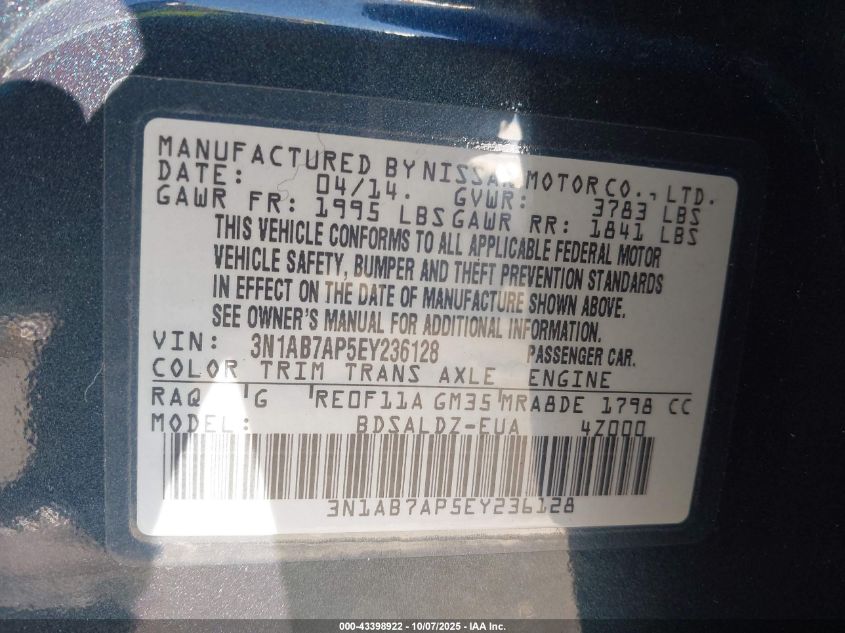 MANUFACTURED BY NISSAN MOTOR CO., LTD.
DATE: 04/14. GVWR: 3783 LBS
GAWR FR: 1995 LBS GAWR RR: 1841 LBS
THIS VEHICLE CONFORMS TO ALL APPLICABLE FEDERAL MOTOR
VEHICLE SAFETY, BUMPER AND THEFT PREVENTION STANDARDS
IN EFFECT ON THE DATE OF MANUFACTURE SHOWN ABOVE.
SEE OWNER'S MANUAL FOR ADDITIONAL INFORMATION.
VIN: 3N1AB7AP5EY236128 PASSENGER CAR.
COLOR TRIM TRANS AXLE ENGINE
RAQ G RE0F11A GM35 MRA8DE 1798 CC
MODEL: BDSALDZ-EUA 4Z000
3N1AB7AP5EY236128
000-43398922 - 10/07/2025 - IAA Inc.